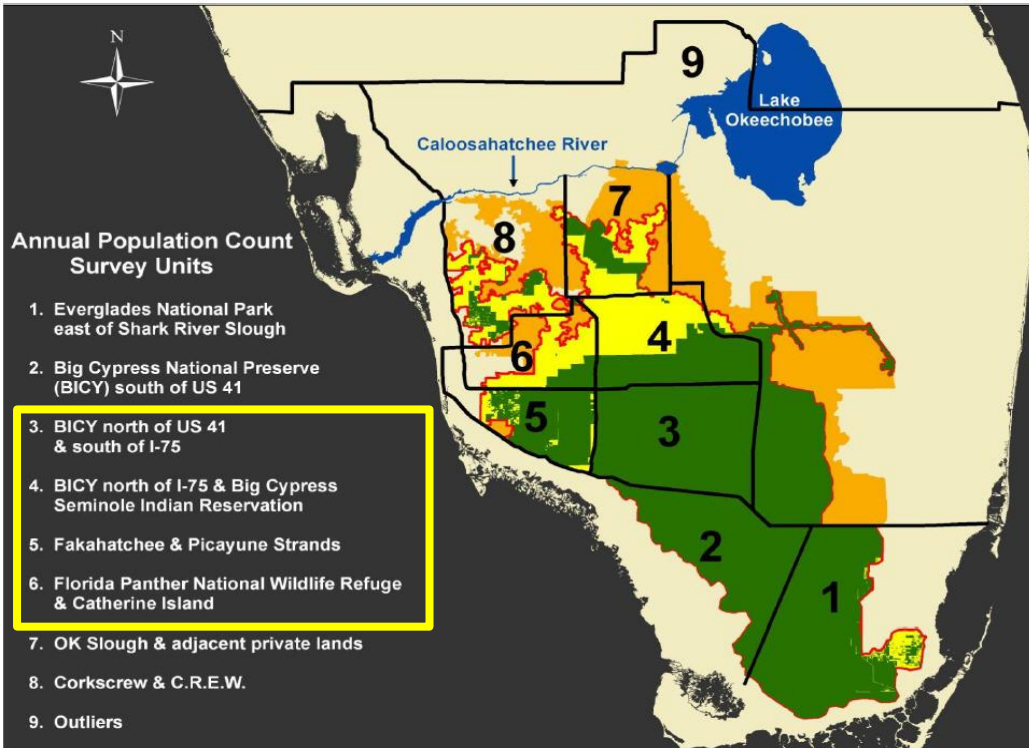 N
9
Lake
Okeechobee
Caloosahatchee River
7
8
Annual Population Count
Survey Units
1. Everglades National Park
east of Shark River Slough
2. Big Cypress National Preserve
(BICY) south of US 41
3. BICY north of US 41
& south of I-75
4. BICY north of I-75 & Big Cypress
Seminole Indian Reservation
5. Fakahatchee & Picayune Strands
6. Florida Panther National Wildlife Refuge
& Catherine Island
7. OK Slough & adjacent private lands
8. Corkscrew & C.R.E.W.
9. Outliers
4
6
5
3
2
1